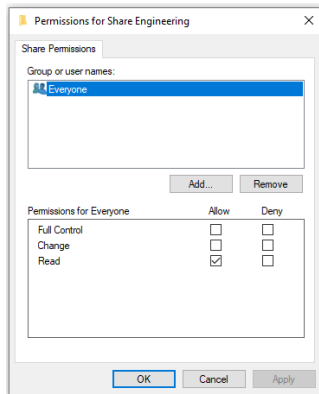 Permissions for Share Engineering
Share Permissions
Group or user names:
Everyone
Add... Remove
Permissions for Everyone Allow Deny
Full Control
Change
Read
OK Cancel Apply